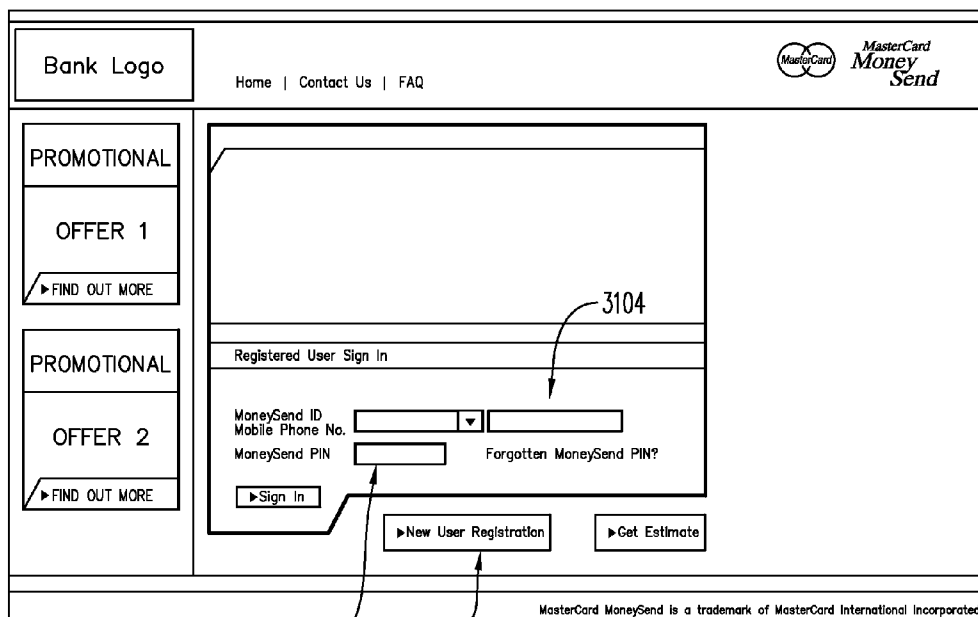 Bank Logo
Home | Contact Us | FAQ
MasterCard
MasterCard
Money
Send
PROMOTIONAL
OFFER 1
▶FIND OUT MORE
PROMOTIONAL
OFFER 2
▶FIND OUT MORE
3104
Registered User Sign In
MoneySend ID
Mobile Phone No.
MoneySend PIN
Forgotten MoneySend PIN?
▶Sign In
▶New User Registration
▶Get Estimate
MasterCard MoneySend is a trademark of MasterCard International Incorporated